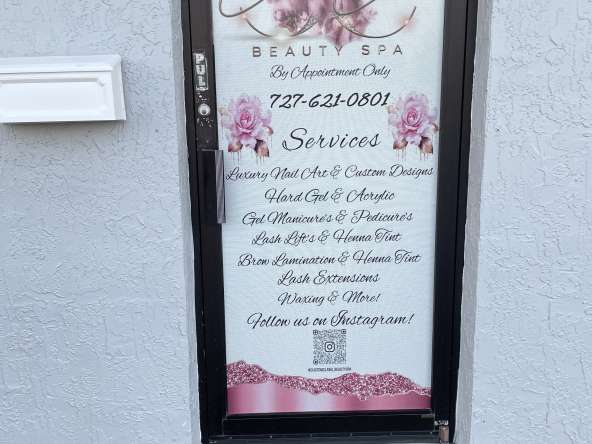 PULL
BEAUTY SPA
By Appointment Only
727-621-0801
Services
Luxury Nail Art & Custom Designs
Hard Gel & Acrylic
Gel Manicure's & Pedicure's
Lash Lift's & Henna Tint
Brow Lamination & Henna Tint
Lash Extensions
Waxing & More!
Follow us on Instagram!